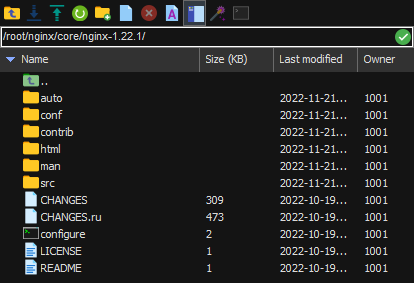 /root/nginx/core/nginx-1.22.1/
Name Size (KB) Last modified Owner
..
auto 2022-11-21... 1001
conf 2022-11-21... 1001
contrib 2022-11-21... 1001
html 2022-11-21... 1001
man 2022-11-21... 1001
src 2022-11-21... 1001
CHANGES 309 2022-10-19... 1001
CHANGES.ru 473 2022-10-19... 1001
configure 2 2022-10-19... 1001
LICENSE 1 2022-10-19... 1001
README 1 2022-10-19... 1001